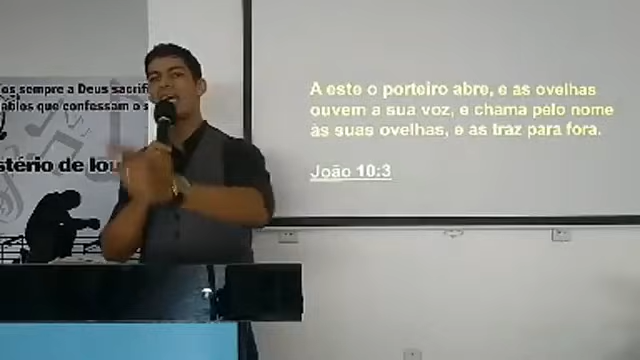 os sempre a Deus sacrif
ábios que confessam o s
stério de lou
A este o porteiro abre, e as ovelhas
ouvem a sua voz, e chama pelo nome
às suas ovelhas, e as traz para fora.
João 10:3